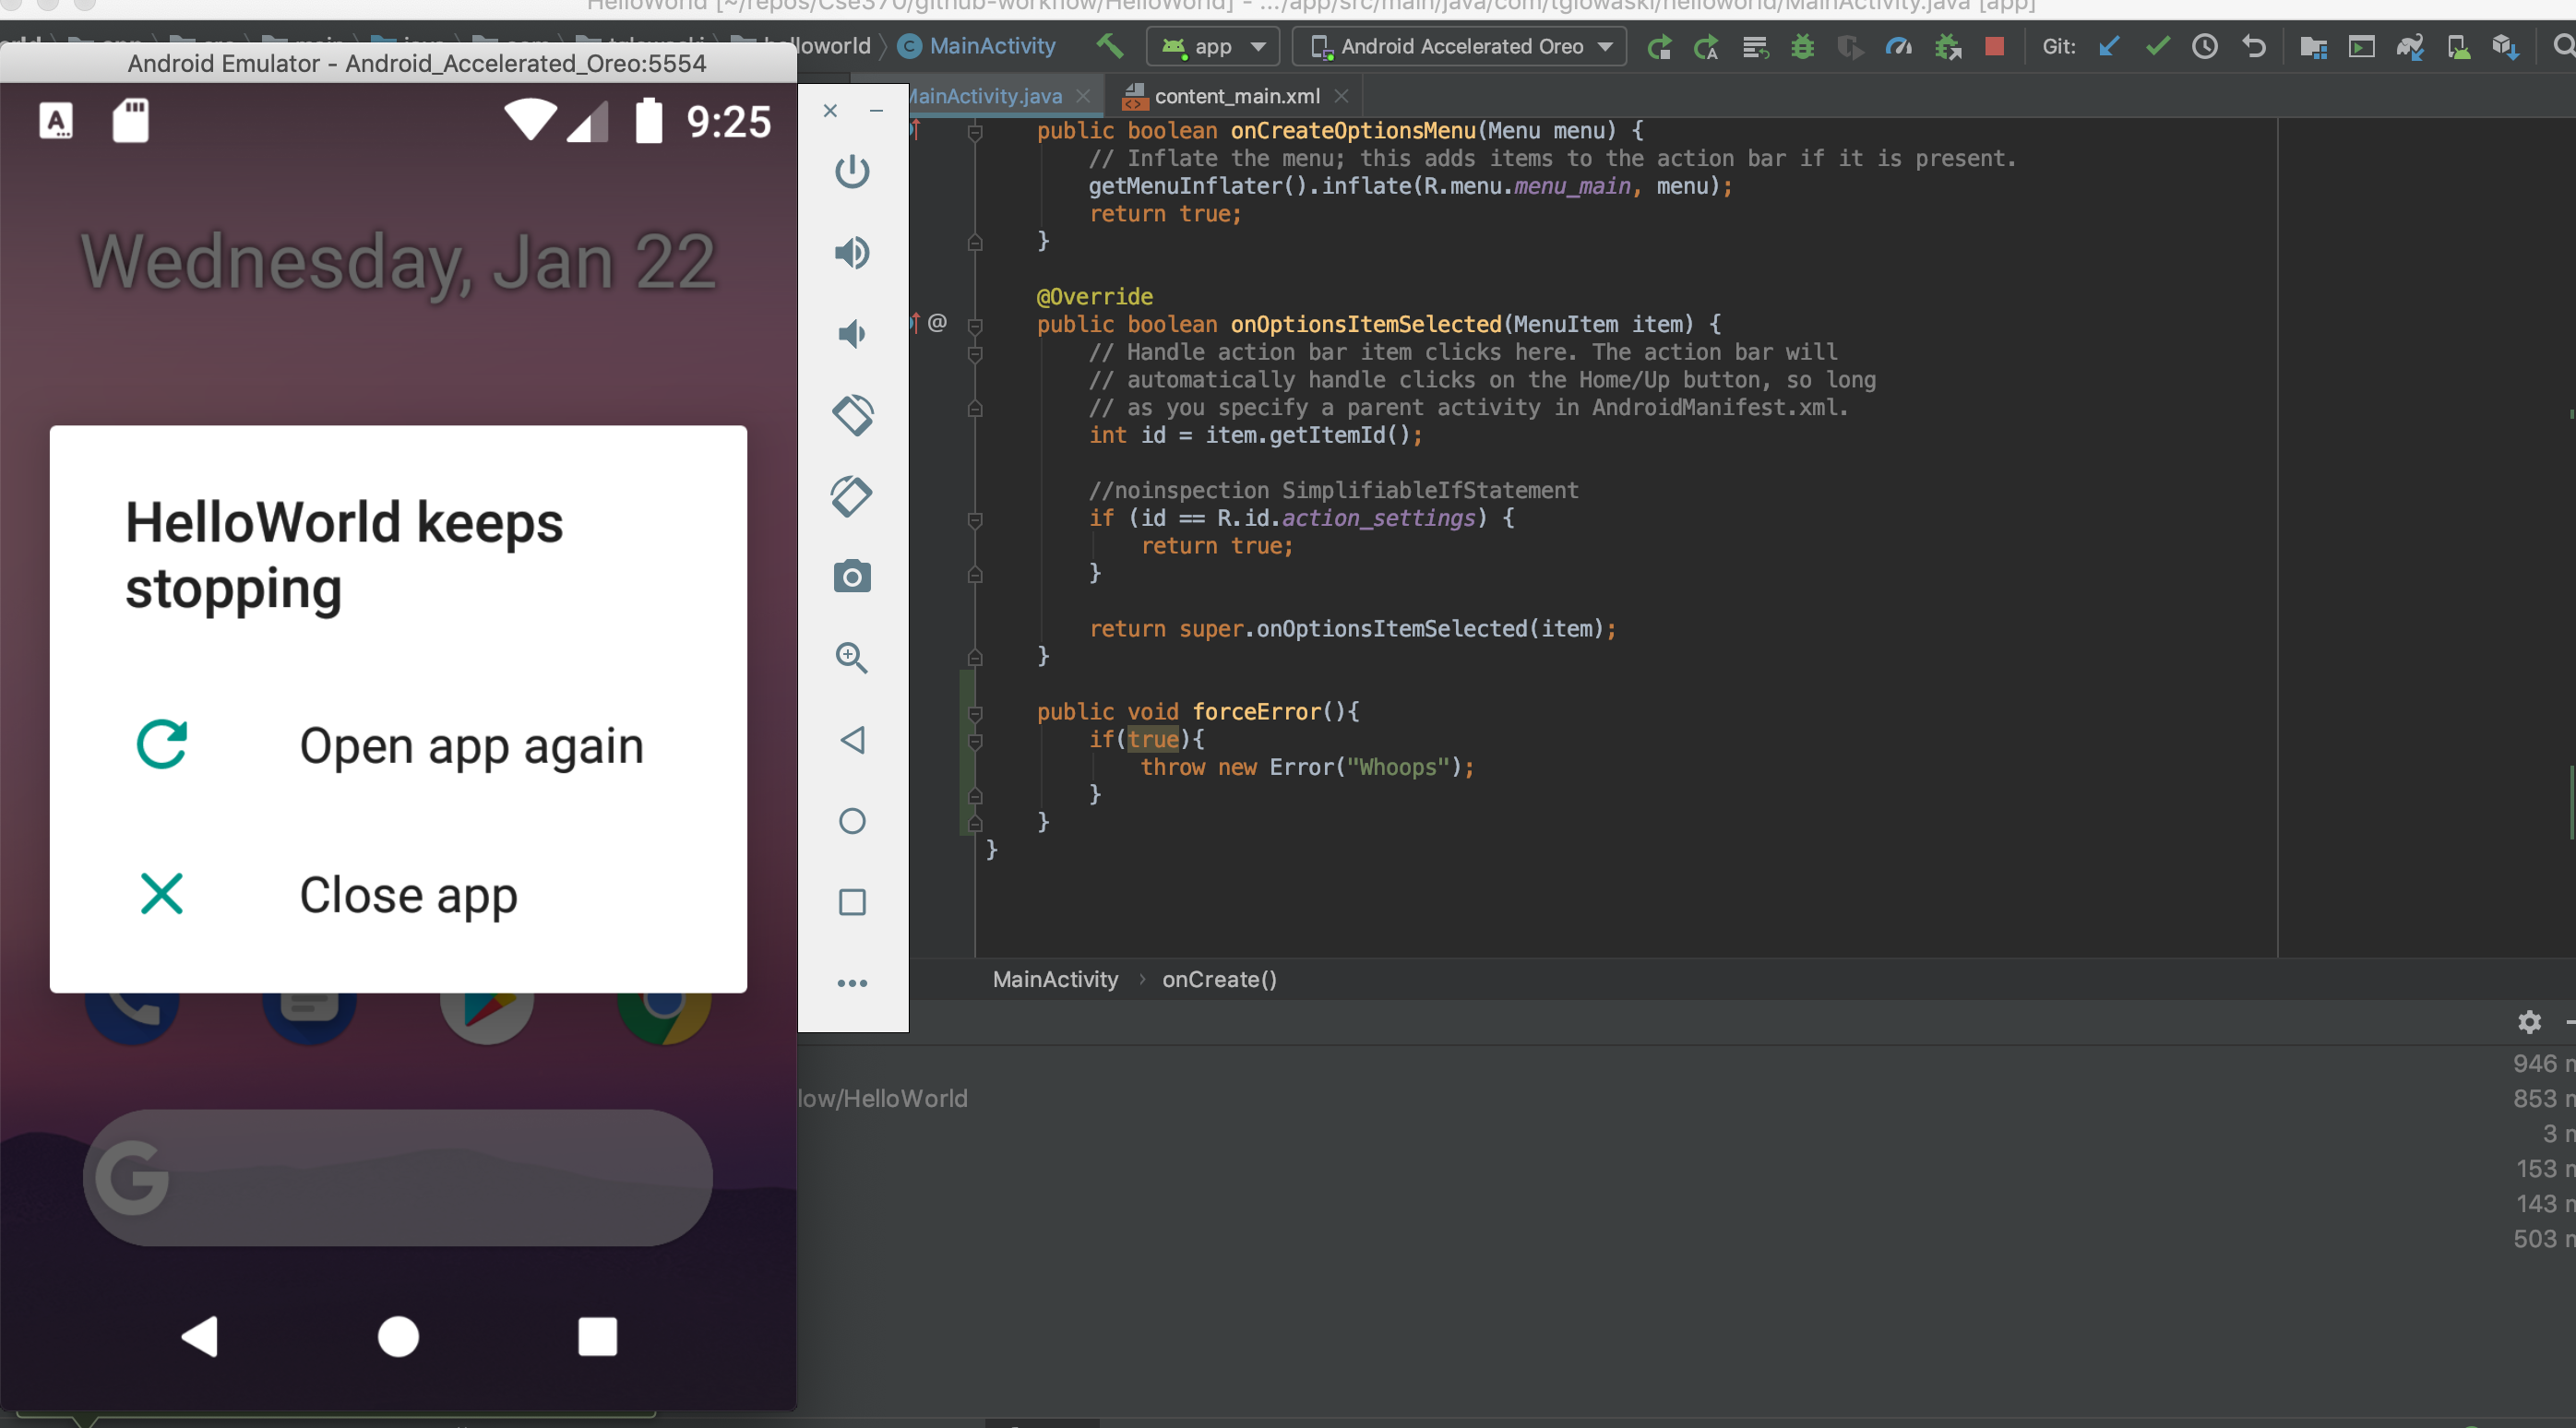 HelloWorld [~/repos/Cse370/github-workflow/HelloWorld] - .../app/src/main/java/com/tglowaski/helloworld/MainActivity.java [app]
helloworld
MainActivity
app
Android Accelerated Oreo
Git:
Android Emulator - Android_Accelerated_Oreo:5554
MainActivity.java
content_main.xml
9:25
Wednesday, Jan 22
HelloWorld keeps
stopping
Open app again
Close app
G
public boolean onCreateOptionsMenu(Menu menu) {
// Inflate the menu; this adds items to the action bar if it is present.
getMenuInflater().inflate(R.menu.menu_main, menu);
return true;
}
@Override
@
public boolean onOptionsItemSelected(MenuItem item) {
// Handle action bar item clicks here. The action bar will
// automatically handle clicks on the Home/Up button, so long
// as you specify a parent activity in AndroidManifest.xml.
int id = item.getItemId();
//noinspection SimplifiableIfStatement
if (id == R.id.action_settings) {
return true;
}
return super.onOptionsItemSelected(item);
}
public void forceError(){
if(true){
throw new Error("Whoops");
}
}
}
MainActivity › onCreate()
946
low/HelloWorld
853
3
153
143
503